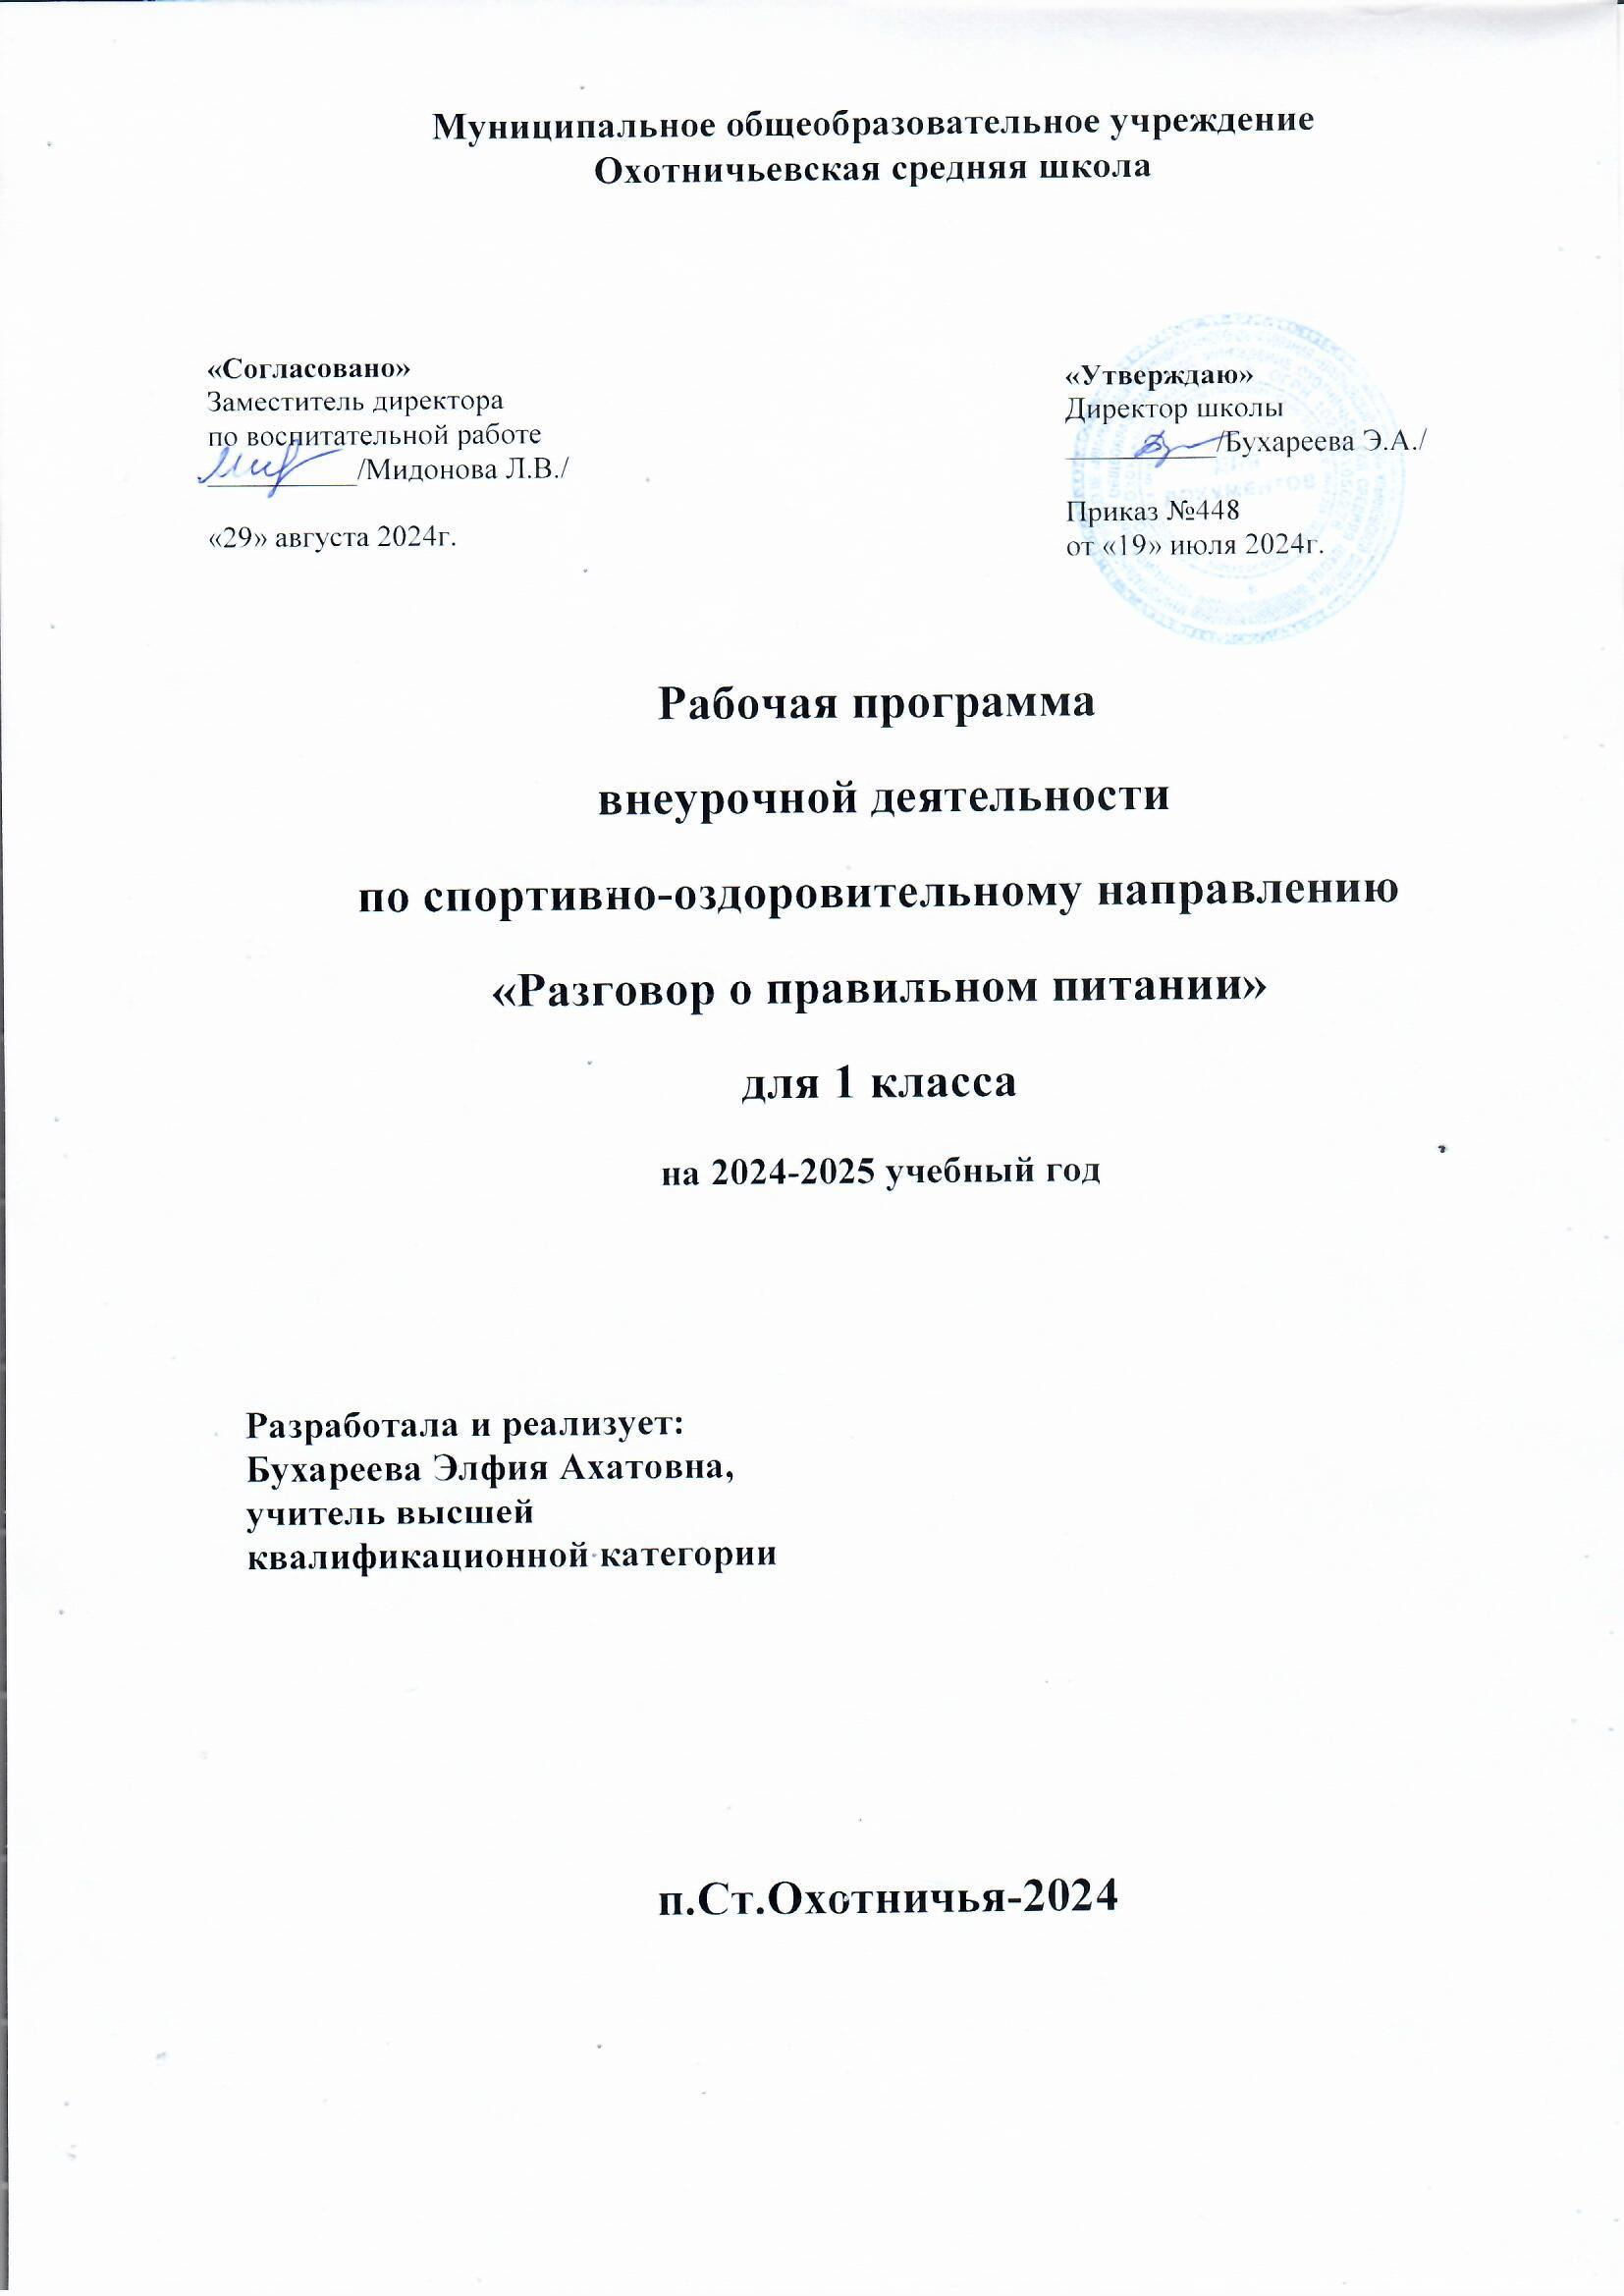 Муниципальное общеобразовательное учреждение
Охотничьевская средняя школа
«Согласовано»
Заместитель директора
по воспитательной работе
/Мидонова Л.В./
«29» августа 2024г.
«Утверждаю»
Директор школы
/Бухареева Э.А./
Приказ №448
от «19» июля 2024г.
Рабочая программа
внеурочной деятельности
по спортивно-оздоровительному направлению
«Разговор о правильном питании»
для 1 класса
на 2024-2025 учебный год
Разработала и реализует:
Бухареева Элфия Ахатовна,
учитель высшей
квалификационной категории
п.Ст.Охотничья-2024